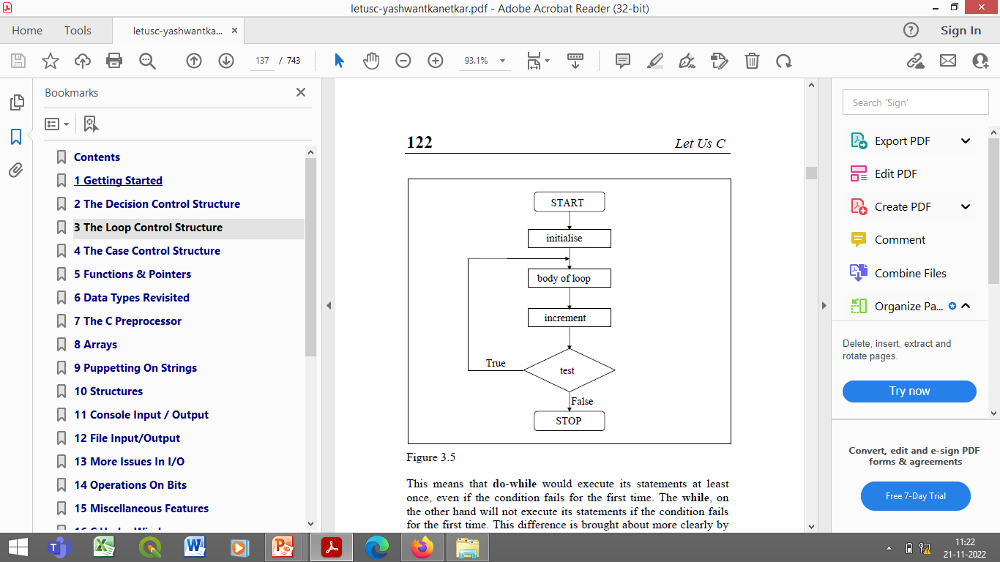 letusc-yashwantkanetkar.pdf - Adobe Acrobat Reader (32-bit)
Home
Tools
letusc-yashwantka...
Sign In
137 / 743
93.1%
Bookmarks
Contents
1 Getting Started
2 The Decision Control Structure
3 The Loop Control Structure
4 The Case Control Structure
5 Functions & Pointers
6 Data Types Revisited
7 The C Preprocessor
8 Arrays
9 Puppetting On Strings
10 Structures
11 Console Input / Output
12 File Input/Output
13 More Issues In I/O
14 Operations On Bits
15 Miscellaneous Features
122
Let Us C
START
initialise
body of loop
increment
True
test
False
STOP
Figure 3.5
This means that do-while would execute its statements at least
once, even if the condition fails for the first time. The while, on
the other hand will not execute its statements if the condition fails
for the first time. This difference is brought about more clearly by
Search 'Sign'
Export PDF
Edit PDF
Create PDF
Comment
Combine Files
Organize Pa...
Delete, insert, extract and
rotate pages.
Try now
Convert, edit and e-sign PDF
forms & agreements
Free 7-Day Trial
11:22
21-11-2022